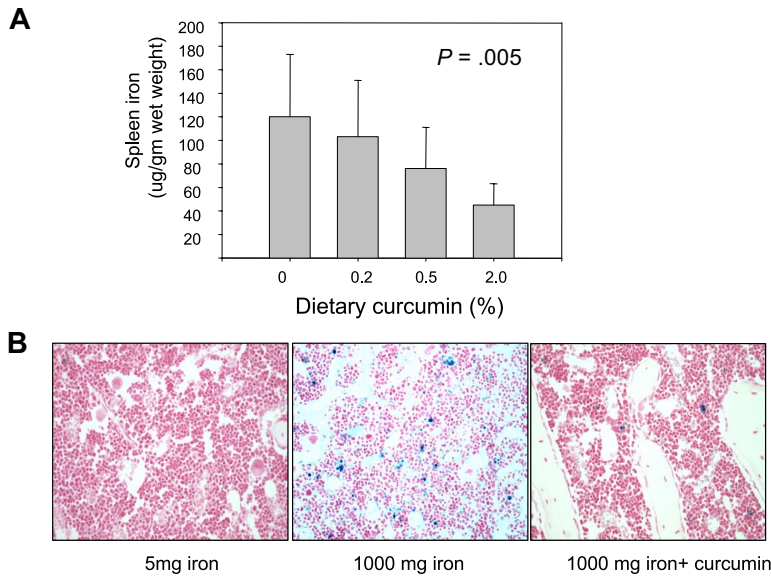 A
Spleen iron
(ug/gm wet weight)
200
180
160
140
120
100
80
60
40
20
P = .005
0 0.2 0.5 2.0
Dietary curcumin (%)
B
5mg iron 1000 mg iron 1000 mg iron+ curcumin